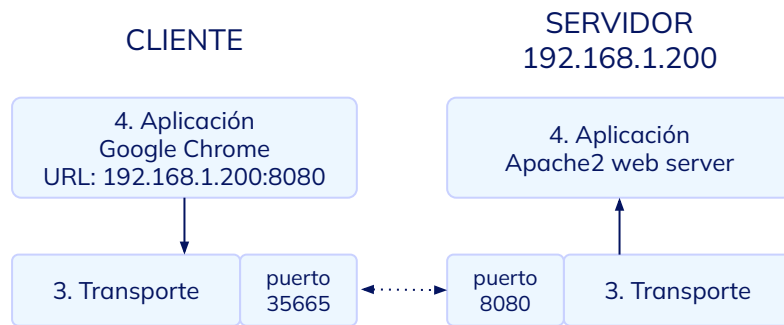 CLIENTE
SERVIDOR
192.168.1.200
4. Aplicación
Google Chrome
URL: 192.168.1.200:8080
4. Aplicación
Apache2 web server
3. Transporte
puerto
35665
puerto
8080
3. Transporte